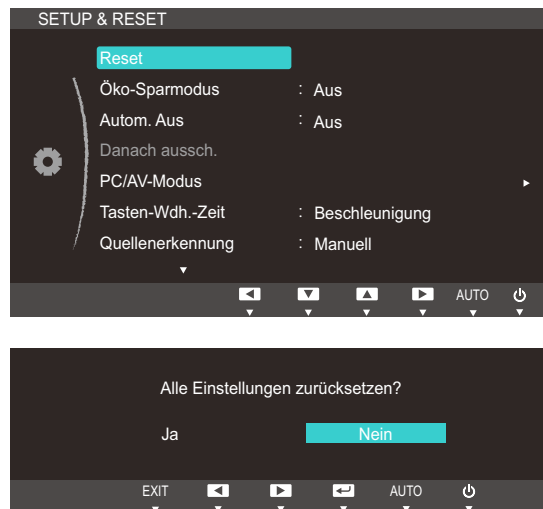 SETUP & RESET
Reset
Öko-Sparmodus : Aus
Autom. Aus : Aus
Danach aussch.
PC/AV-Modus
Tasten-Wdh.-Zeit : Beschleunigung
Quellenerkennung : Manuell
AUTO
Alle Einstellungen zurücksetzen?
Ja Nein
EXIT AUTO